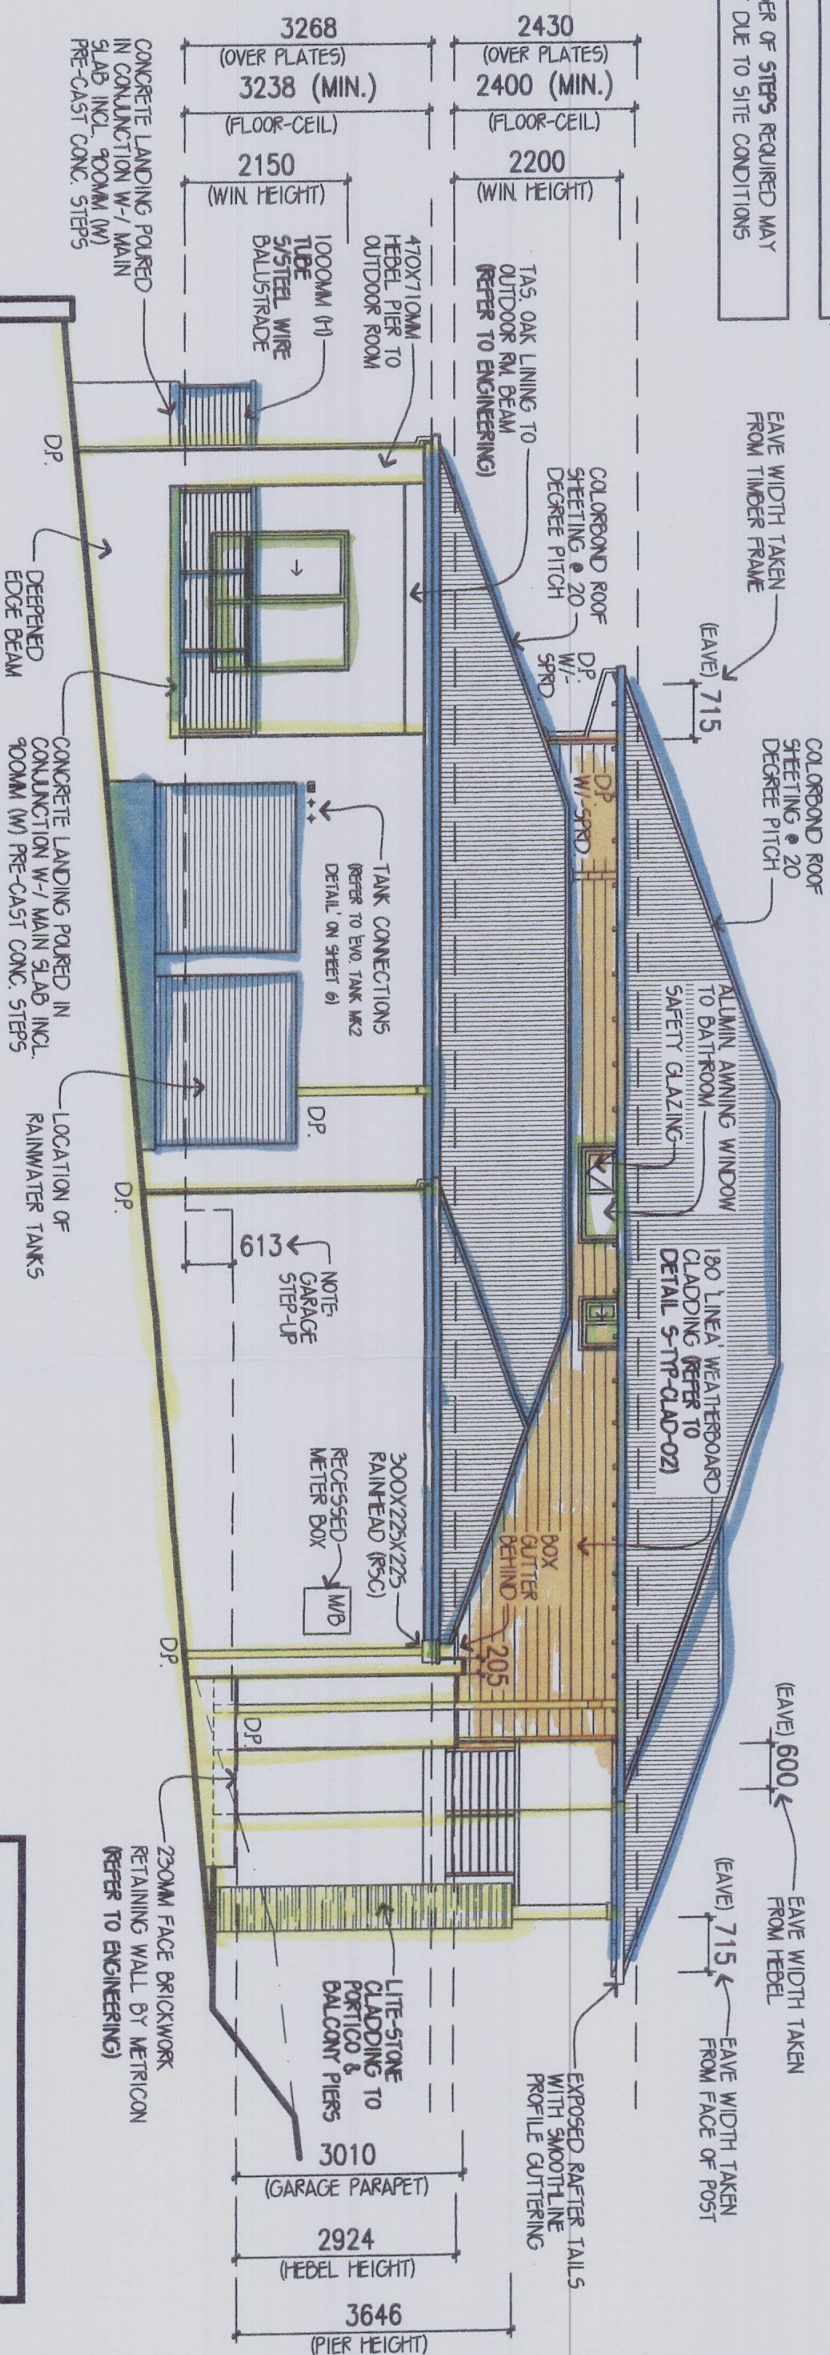 ER OF STEPS REQUIRED MAY
DUE TO SITE CONDITIONS
3268
(OVER PLATES)
3238 (MIN.)
(FLOOR-CEIL)
2150
(WIN. HEIGHT)
2430
(OVER PLATES)
2400 (MIN.)
(FLOOR-CEIL)
2200
(WIN. HEIGHT)
CONCRETE LANDING POURED
IN CONJUNCTION W-/ MAIN
SLAB INCL. 900MM (W)
PRE-CAST CONC. STEPS
1000MM (H)
TUBE
S/STEEL WIRE
BALUSTRADE
470X710MM
HEBEL PIER TO
OUTDOOR ROOM
TAS. OAK LINING TO
OUTDOOR RM. BEAM
(REFER TO ENGINEERING)
COLORBOND ROOF
SHEETING @ 20
DEGREE PITCH
EAVE WIDTH TAKEN
FROM TIMBER FRAME
(EAVE) 715
COLORBOND ROOF
SHEETING @ 20
DEGREE PITCH
D.P.
W/-
SPRD
D.P.
W/-SPRD
ALUMIN. AWNING WINDOW
TO BATHROOM
SAFETY GLAZING
180 'LINEA' WEATHERBOARD
CLADDING (REFER TO
DETAIL S-TYP-CLAD-02)
D.P.
DEEPENED
EDGE BEAM
CONCRETE LANDING POURED IN
CONJUNCTION W-/ MAIN SLAB INCL.
900MM (W) PRE-CAST CONC. STEPS
TANK CONNECTIONS
(REFER TO 'EVO. TANK MK2
DETAIL' ON SHEET 6)
D.P.
LOCATION OF
RAINWATER TANKS
D.P.
613
NOTE:
GARAGE
STEP-UP
300X225X225
RAINHEAD (RSC)
RECESSED
METER BOX
M/B
BOX
GUTTER
BEHIND
205
D.P.
D.P.
230MM FACE BRICKWORK
RETAINING WALL BY METRICON
(REFER TO ENGINEERING)
(EAVE) 600
EAVE WIDTH TAKEN
FROM HEBEL
(EAVE) 715
EAVE WIDTH TAKEN
FROM FACE OF POST
LITE-STONE
CLADDING TO
PORTICO &
BALCONY PIERS
EXPOSED RAFTER TAILS
WITH SMOOTHLINE
PROFILE GUTTERING
3010
(GARAGE PARAPET)
2924
(HEBEL HEIGHT)
3646
(PIER HEIGHT)